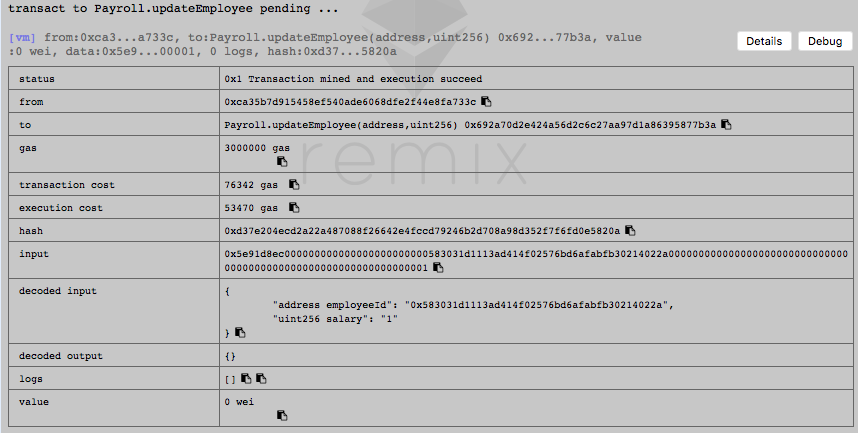 transact to Payroll.updateEmployee pending ...
[vm] from:0xca3...a733c, to:Payroll.updateEmployee(address,uint256) 0x692...77b3a, value
:0 wei, data:0x5e9...00001, 0 logs, hash:0xd37...5820a
Details
Debug
remix
status 0x1 Transaction mined and execution succeed
from 0xca35b7d915458ef540ade6068dfe2f44e8fa733c
to Payroll.updateEmployee(address,uint256) 0x692a70d2e424a56d2c6c27aa97d1a86395877b3a
gas 3000000 gas
transaction cost 76342 gas
execution cost 53470 gas
hash 0xd37e204ecd2a22a487088f26642e4fccd79246b2d708a98d352f7f6fd0e5820a
input 0x5e91d8ec000000000000000000000000583031d1113ad414f02576bd6afabfb30214022a000000000000000000000000000000
0000000000000000000000000000000001
decoded input {
"address employeeId": "0x583031d1113ad414f02576bd6afabfb30214022a",
"uint256 salary": "1"
}
decoded output {}
logs []
value 0 wei